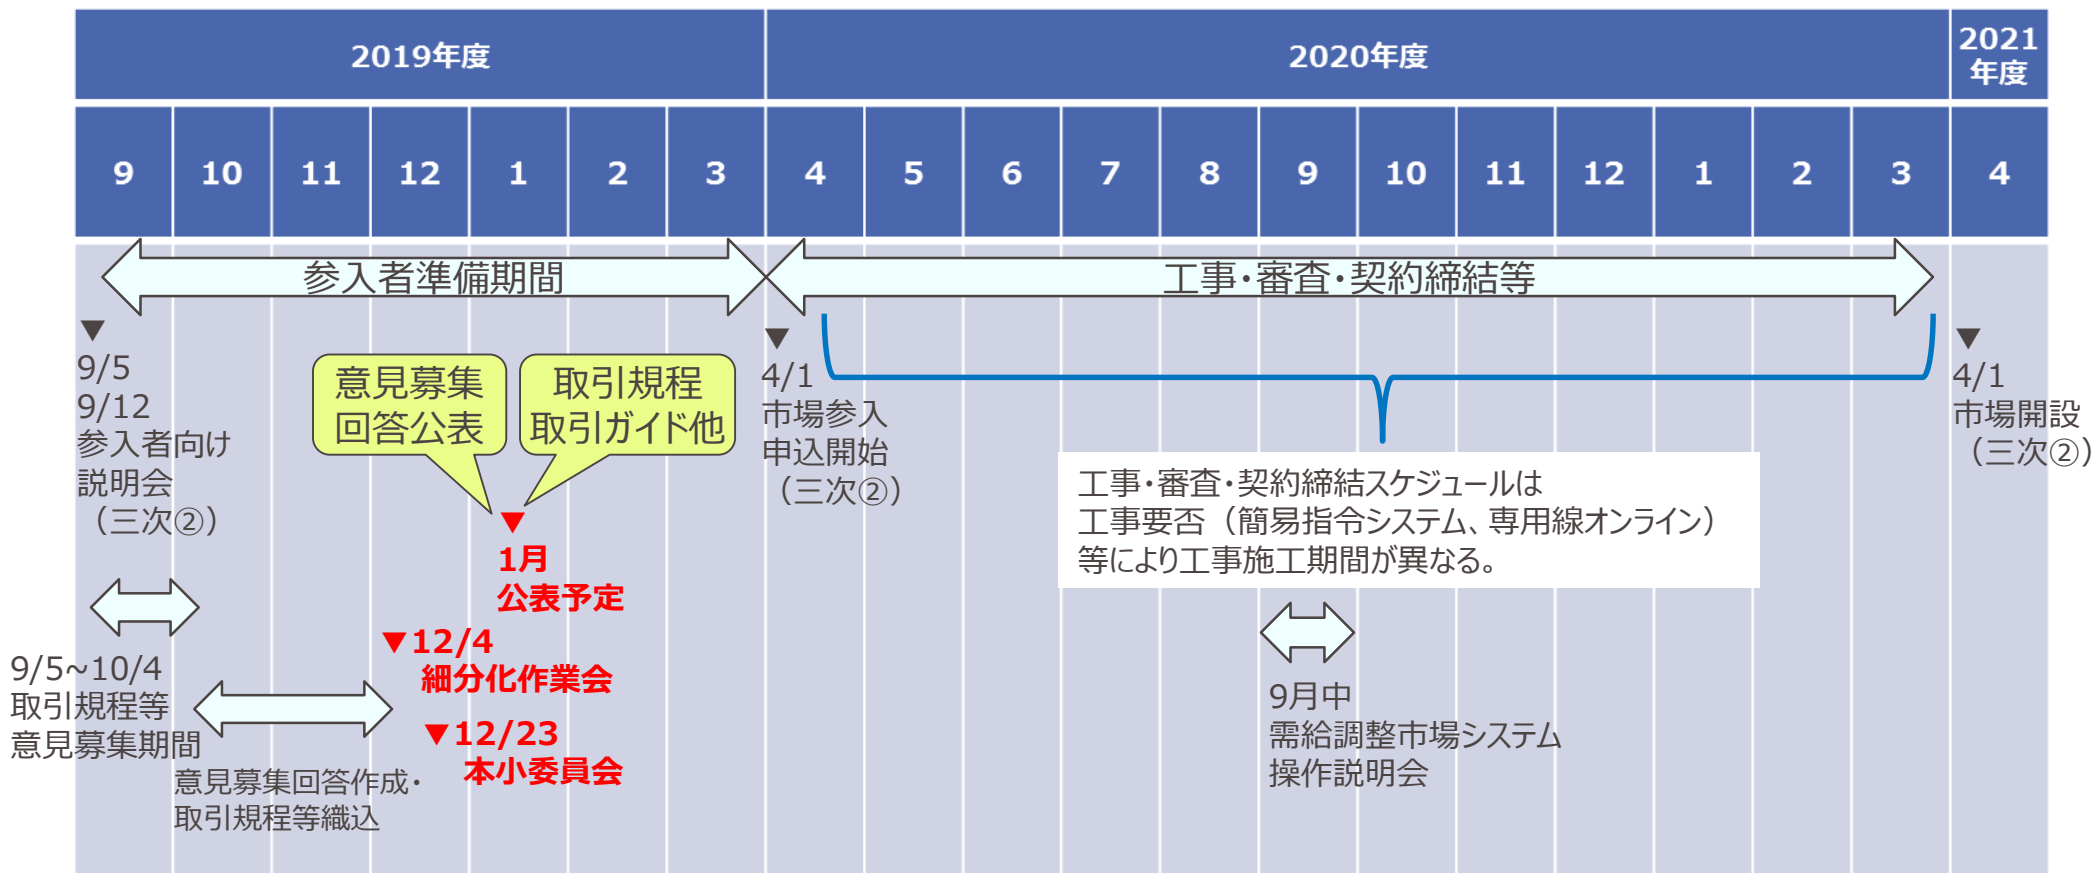 2019年度
2020年度
2021
年度
9
10
11
12
1
2
3
4
5
6
7
8
9
10
11
12
1
2
3
4
参入者準備期間
工事・審査・契約締結等
▼
9/5
9/12
参入者向け
説明会
（三次②）
意見募集
回答公表
取引規程
取引ガイド他
▼
4/1
市場参入
申込開始
（三次②）
▼
4/1
市場開設
（三次②）
工事・審査・契約締結スケジュールは
工事要否（簡易指令システム、専用線オンライン）
等により工事施工期間が異なる。
▼
1月
公表予定
▼12/4
細分化作業会
▼12/23
本小委員会
9/5~10/4
取引規程等
意見募集期間
意見募集回答作成・
取引規程等織込
9月中
需給調整市場システム
操作説明会